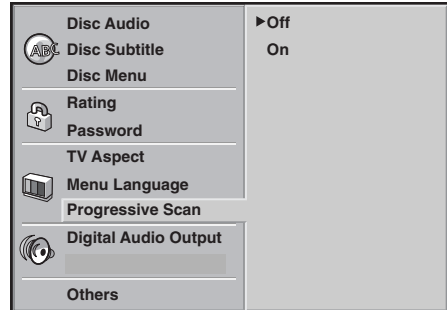 Disc Audio
Disc Subtitle
Disc Menu
Rating
Password
TV Aspect
Menu Language
Progressive Scan
Digital Audio Output
Others
Off
On
ABC